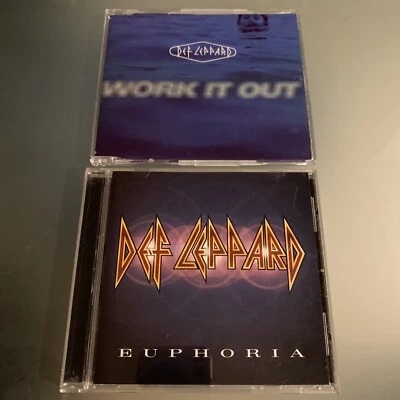 DEF LEPPARD
WORK IT OUT
DEF LEPPARD
EUPHORIA